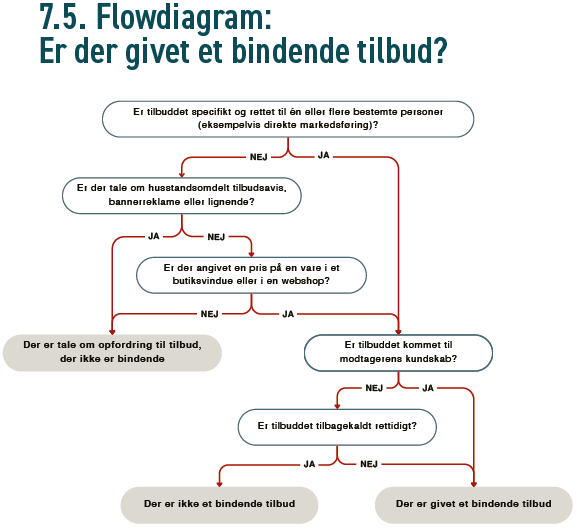 7.5. Flowdiagram:
Er der givet et bindende tilbud?
Er tilbuddet specifikt og rettet til én eller flere bestemte personer
(eksempelvis direkte markedsføring)?
NEJ
JA
Er der tale om husstandsomdelt tilbudsavis,
bannerreklame eller lignende?
JA
NEJ
Er der angivet en pris på en vare i et
butiksvindue eller i en webshop?
NEJ
JA
Der er tale om opfordring til tilbud,
der ikke er bindende
Er tilbuddet kommet til
modtagerens kundskab?
NEJ
JA
Er tilbuddet tilbagekaldt rettidigt?
JA
NEJ
Der er ikke et bindende tilbud
Der er givet et bindende tilbud